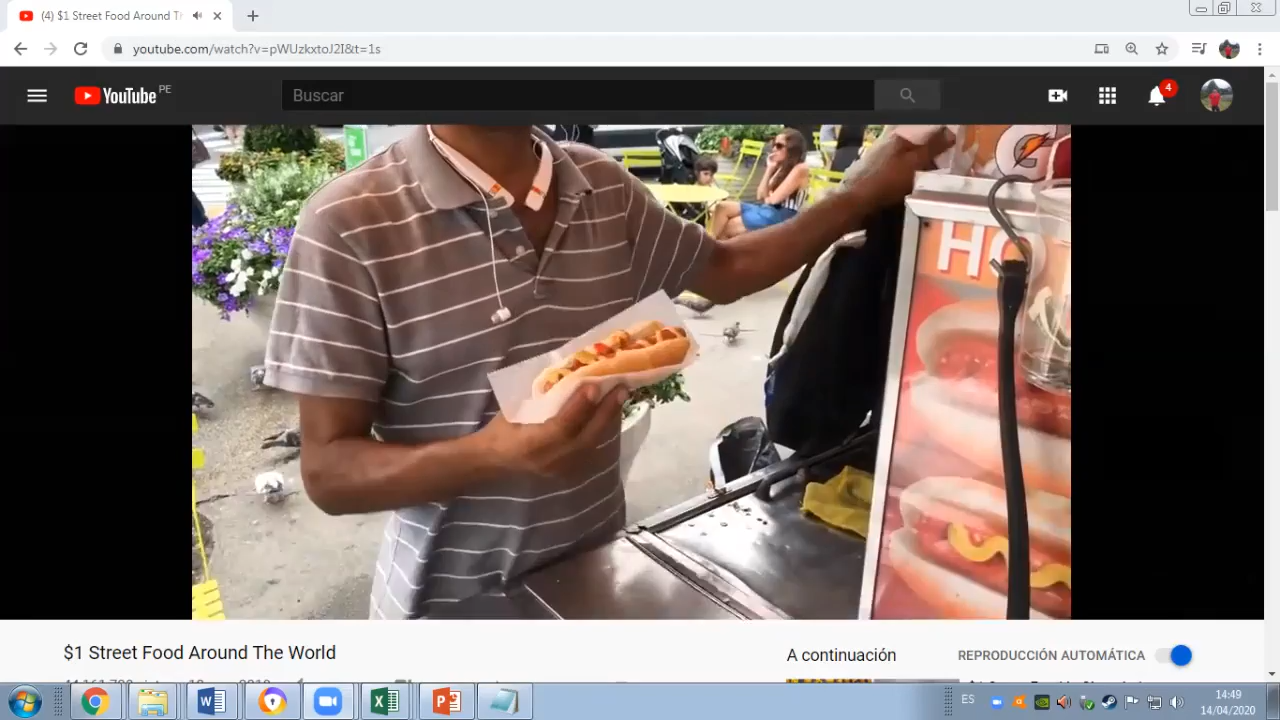 (4) $1 Street Food Around Th
youtube.com/watch?v=pWUzkxtoJ2I&t=1s
YouTube PE
Buscar
4
HO
$1 Street Food Around The World
A continuación
REPRODUCCIÓN AUTOMÁTICA
ES
14:49
14/04/2020